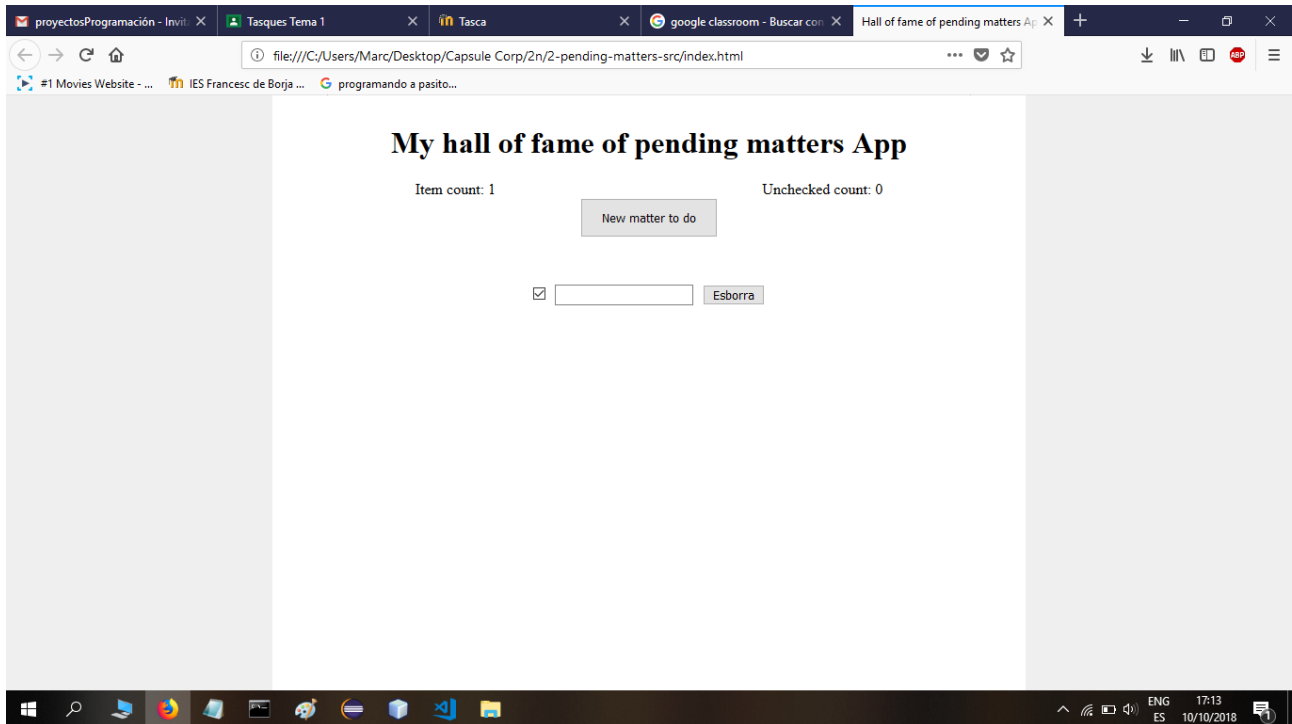 proyectosProgramación - Invit
Tasques Tema 1
Tasca
google classroom - Buscar con
Hall of fame of pending matters Ap
file:///C:/Users/Marc/Desktop/Capsule Corp/2n/2-pending-matters-src/index.html
ABP
#1 Movies Website - ...
IES Francesc de Borja ...
programando a pasito...
My hall of fame of pending matters App
Item count: 1
Unchecked count: 0
New matter to do
Esborra
ENG
ES
17:13
10/10/2018
1